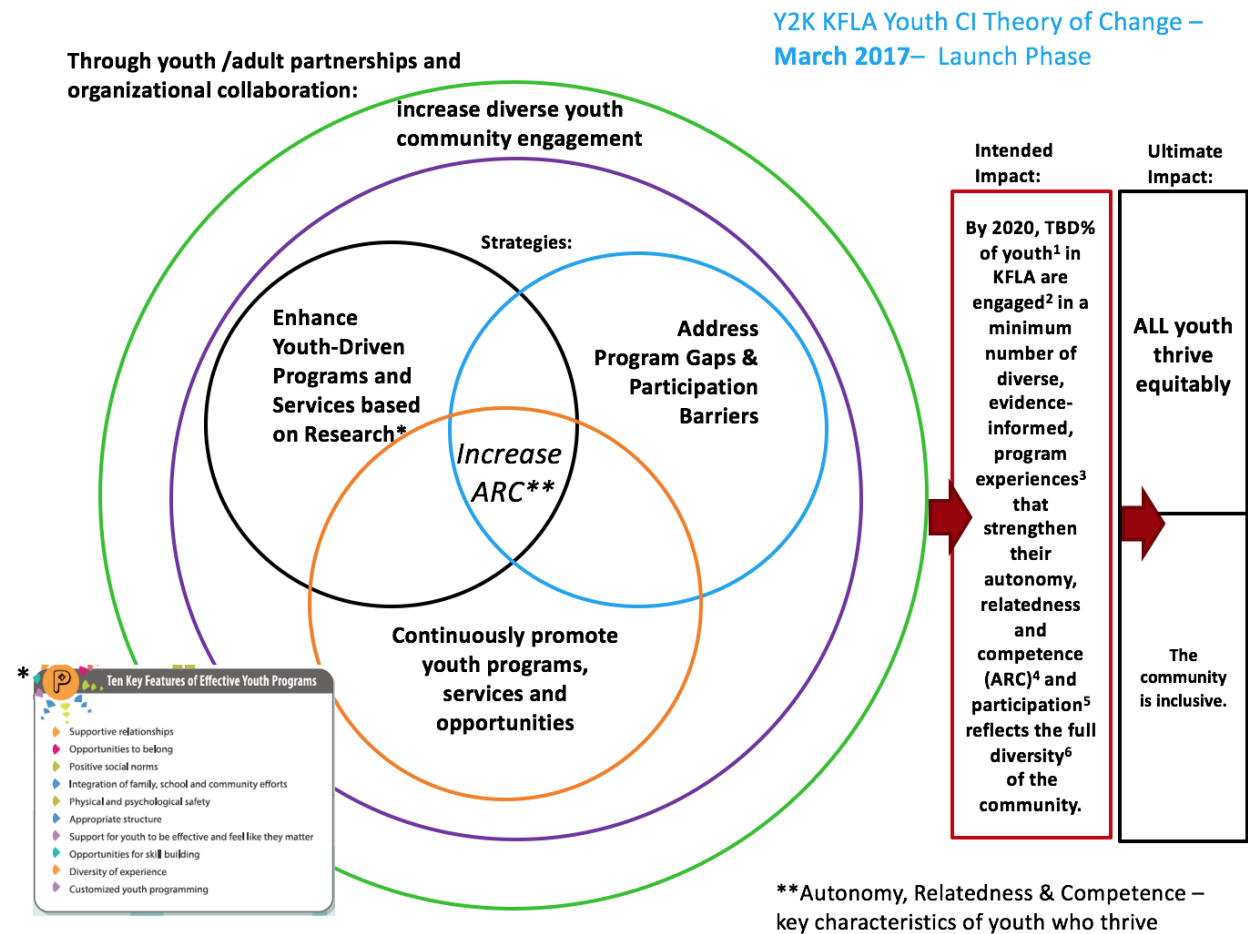 Y2K KFLA Youth CI Theory of Change –
March 2017– Launch Phase
Through youth /adult partnerships and
organizational collaboration:
increase diverse youth
community engagement
Strategies:
Enhance
Youth-Driven
Programs and
Services based
on Research*
Address
Program Gaps &
Participation
Barriers
Increase
ARC**
Continuously promote
youth programs,
services and
opportunities
Intended
Impact:
By 2020, TBD%
of youth¹ in
KFLA are
engaged² in a
minimum
number of
diverse,
evidence-
informed,
program
experiences³
that
strengthen
their
autonomy,
relatedness
and
competence
(ARC)⁴ and
participation⁵
reflects the full
diversity⁶
of the
community.
Ultimate
Impact:
ALL youth
thrive
equitably
The
community
is inclusive.
*
P
Ten Key Features of Effective Youth Programs
Supportive relationships
Opportunities to belong
Positive social norms
Integration of family, school and community efforts
Physical and psychological safety
Appropriate structure
Support for youth to be effective and feel like they matter
Opportunities for skill building
Diversity of experience
Customized youth programming
**Autonomy, Relatedness & Competence –
key characteristics of youth who thrive